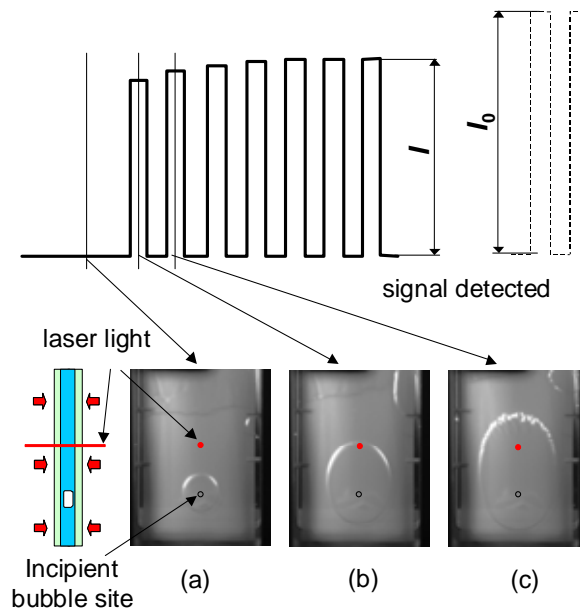 I
I0
signal detected
laser light
Incipient
bubble site
(a)
(b)
(c)